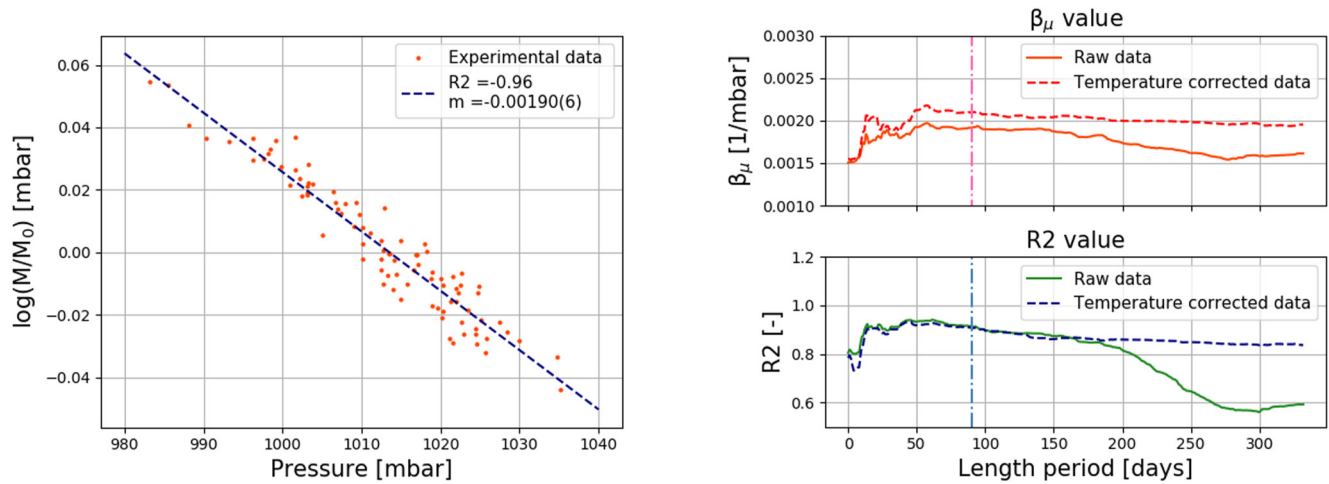 log(M/M₀) [mbar]
0.06
0.04
0.02
0.00
−0.02
−0.04
980
990
1000
1010
1020
1030
1040
Pressure [mbar]
Experimental data
R2 =-0.96
m =-0.00190(6)
βμ value
βμ [1/mbar]
0.0030
0.0025
0.0020
0.0015
0.0010
Raw data
Temperature corrected data
R2 value
R2 [-]
1.2
1.0
0.8
0.6
Raw data
Temperature corrected data
0
50
100
150
200
250
300
Length period [days]